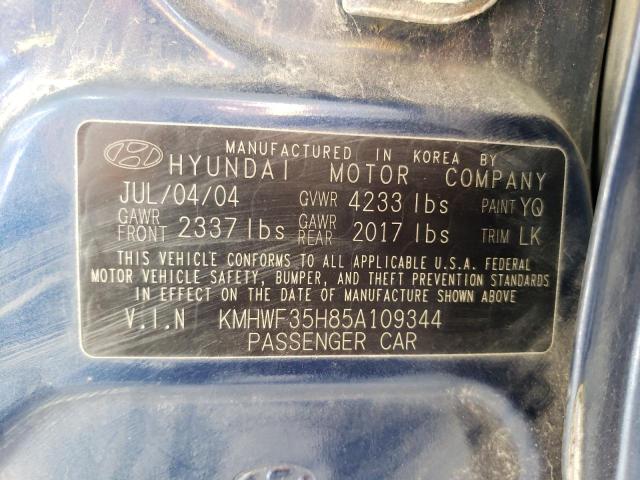 MANUFACTURED IN KOREA BY
HYUNDAI MOTOR COMPANY
JUL/04/04 GVWR 4233 lbs PAINT YQ
GAWR FRONT 2337 lbs GAWR REAR 2017 lbs TRIM LK
THIS VEHICLE CONFORMS TO ALL APPLICABLE U.S.A. FEDERAL
MOTOR VEHICLE SAFETY, BUMPER, AND THEFT PREVENTION STANDARDS
IN EFFECT ON THE DATE OF MANUFACTURE SHOWN ABOVE
V.I.N KMHWF35H85A109344
PASSENGER CAR